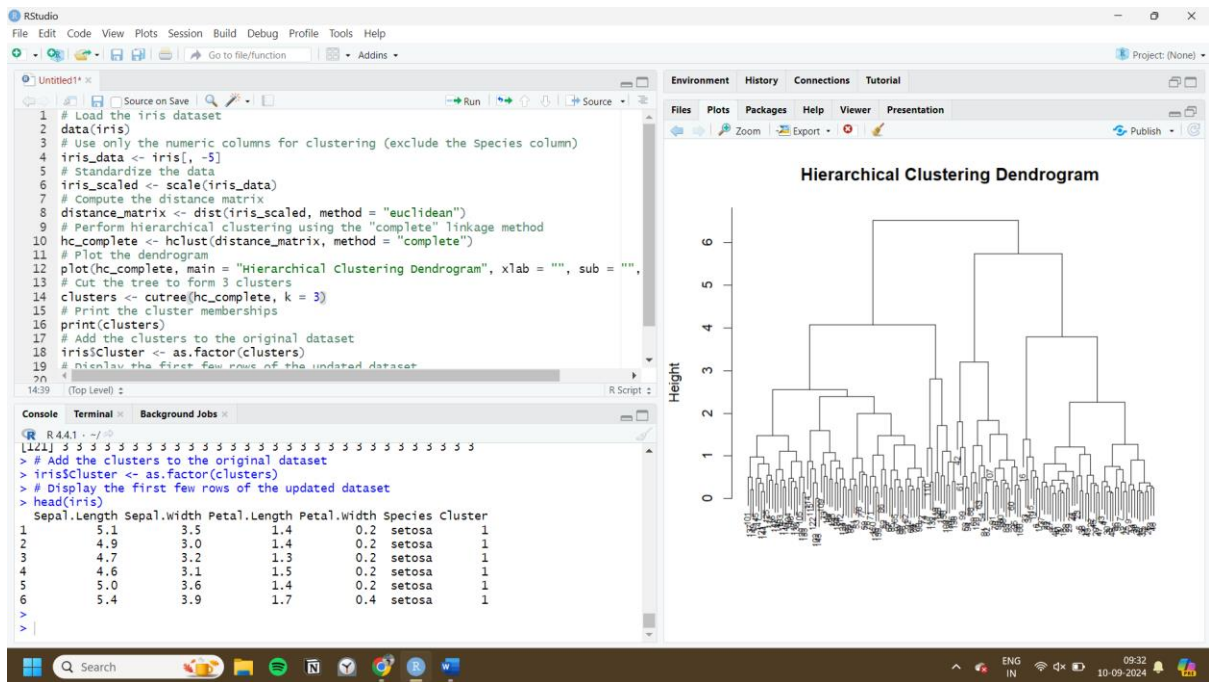 RStudio
File Edit Code View Plots Session Build Debug Profile Tools Help
Go to file/function
Addins
Project: (None)
Untitled1*
Source on Save
Run
Source
1 # Load the iris dataset
2 data(iris)
3 # Use only the numeric columns for clustering (exclude the Species column)
4 iris_data <- iris[, -5]
5 # Standardize the data
6 iris_scaled <- scale(iris_data)
7 # Compute the distance matrix
8 distance_matrix <- dist(iris_scaled, method = "euclidean")
9 # Perform hierarchical clustering using the "complete" linkage method
10 hc_complete <- hclust(distance_matrix, method = "complete")
11 # Plot the dendrogram
12 plot(hc_complete, main = "Hierarchical Clustering Dendrogram", xlab = "", sub = "",
13 # Cut the tree to form 3 clusters
14 clusters <- cutree(hc_complete, k = 3)
15 # Print the cluster memberships
16 print(clusters)
17 # Add the clusters to the original dataset
18 iris$Cluster <- as.factor(clusters)
19 # Display the first few rows of the updated dataset
20
14:39 (Top Level) R Script
Console Terminal Background Jobs
R 4.4.1 · ~/
[121] 3 3 3 3 3 3 3 3 3 3 3 3 3 3 3 3 3 3 3 3 3 3 3 3 3 3 3 3 3 3
> # Add the clusters to the original dataset
> iris$Cluster <- as.factor(clusters)
> # Display the first few rows of the updated dataset
> head(iris)
Sepal.Length Sepal.Width Petal.Length Petal.Width Species Cluster
1 5.1 3.5 1.4 0.2 setosa 1
2 4.9 3.0 1.4 0.2 setosa 1
3 4.7 3.2 1.3 0.2 setosa 1
4 4.6 3.1 1.5 0.2 setosa 1
5 5.0 3.6 1.4 0.2 setosa 1
6 5.4 3.9 1.7 0.4 setosa 1
>
>
Environment History Connections Tutorial
Files Plots Packages Help Viewer Presentation
Zoom Export Publish
Hierarchical Clustering Dendrogram
Height
6
5
4
3
2
1
0
Search
ENG
IN
09:32
10-09-2024